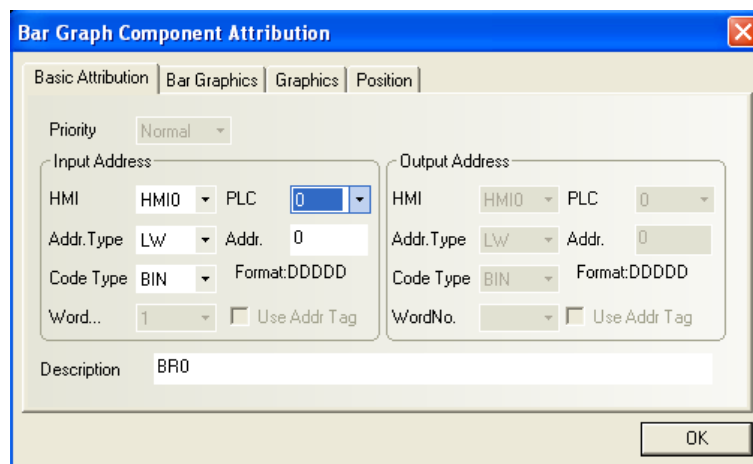 Bar Graph Component Attribution
Basic Attribution Bar Graphics Graphics Position
Priority Normal
Input Address
HMI HMI0 PLC 0
Addr.Type LW Addr. 0
Code Type BIN Format:DDDDD
Word... 1 Use Addr Tag
Output Address
HMI HMI0 PLC 0
Addr.Type LW Addr. 0
Code Type BIN Format:DDDDD
WordNo. Use Addr Tag
Description BR0
OK